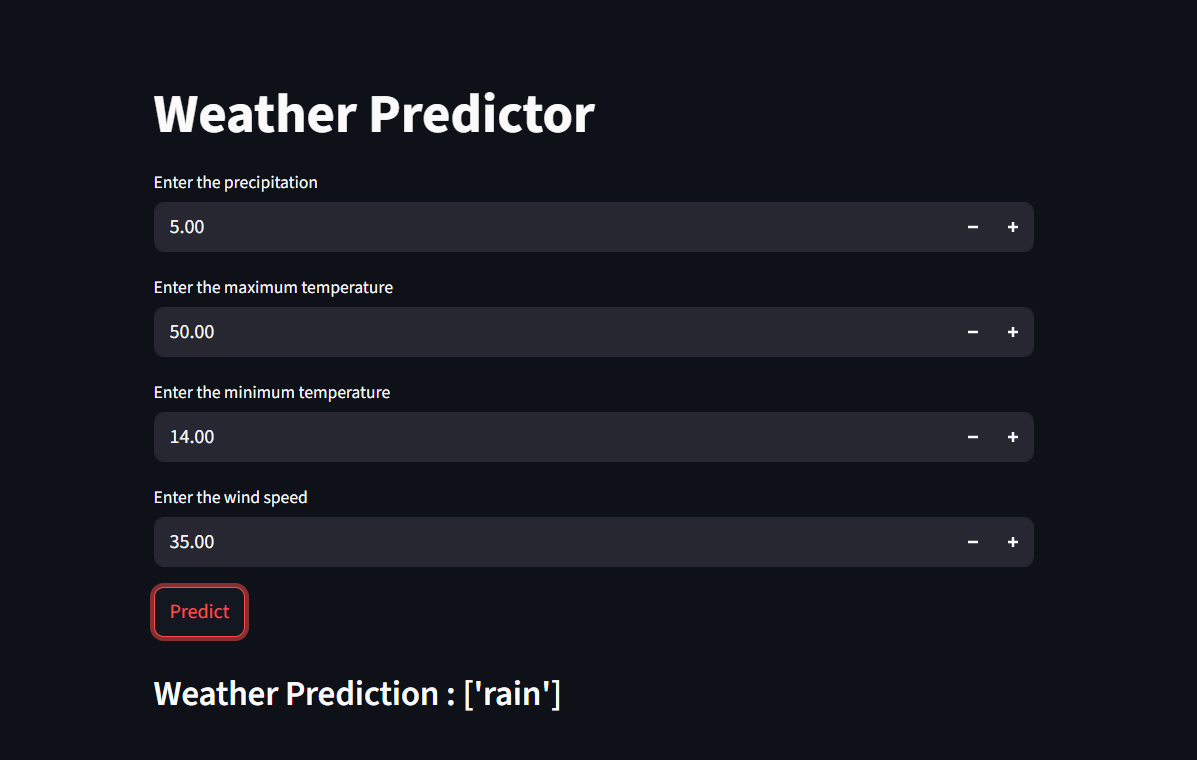 Weather Predictor
Enter the precipitation
5.00
Enter the maximum temperature
50.00
Enter the minimum temperature
14.00
Enter the wind speed
35.00
Predict
Weather Prediction : ['rain']